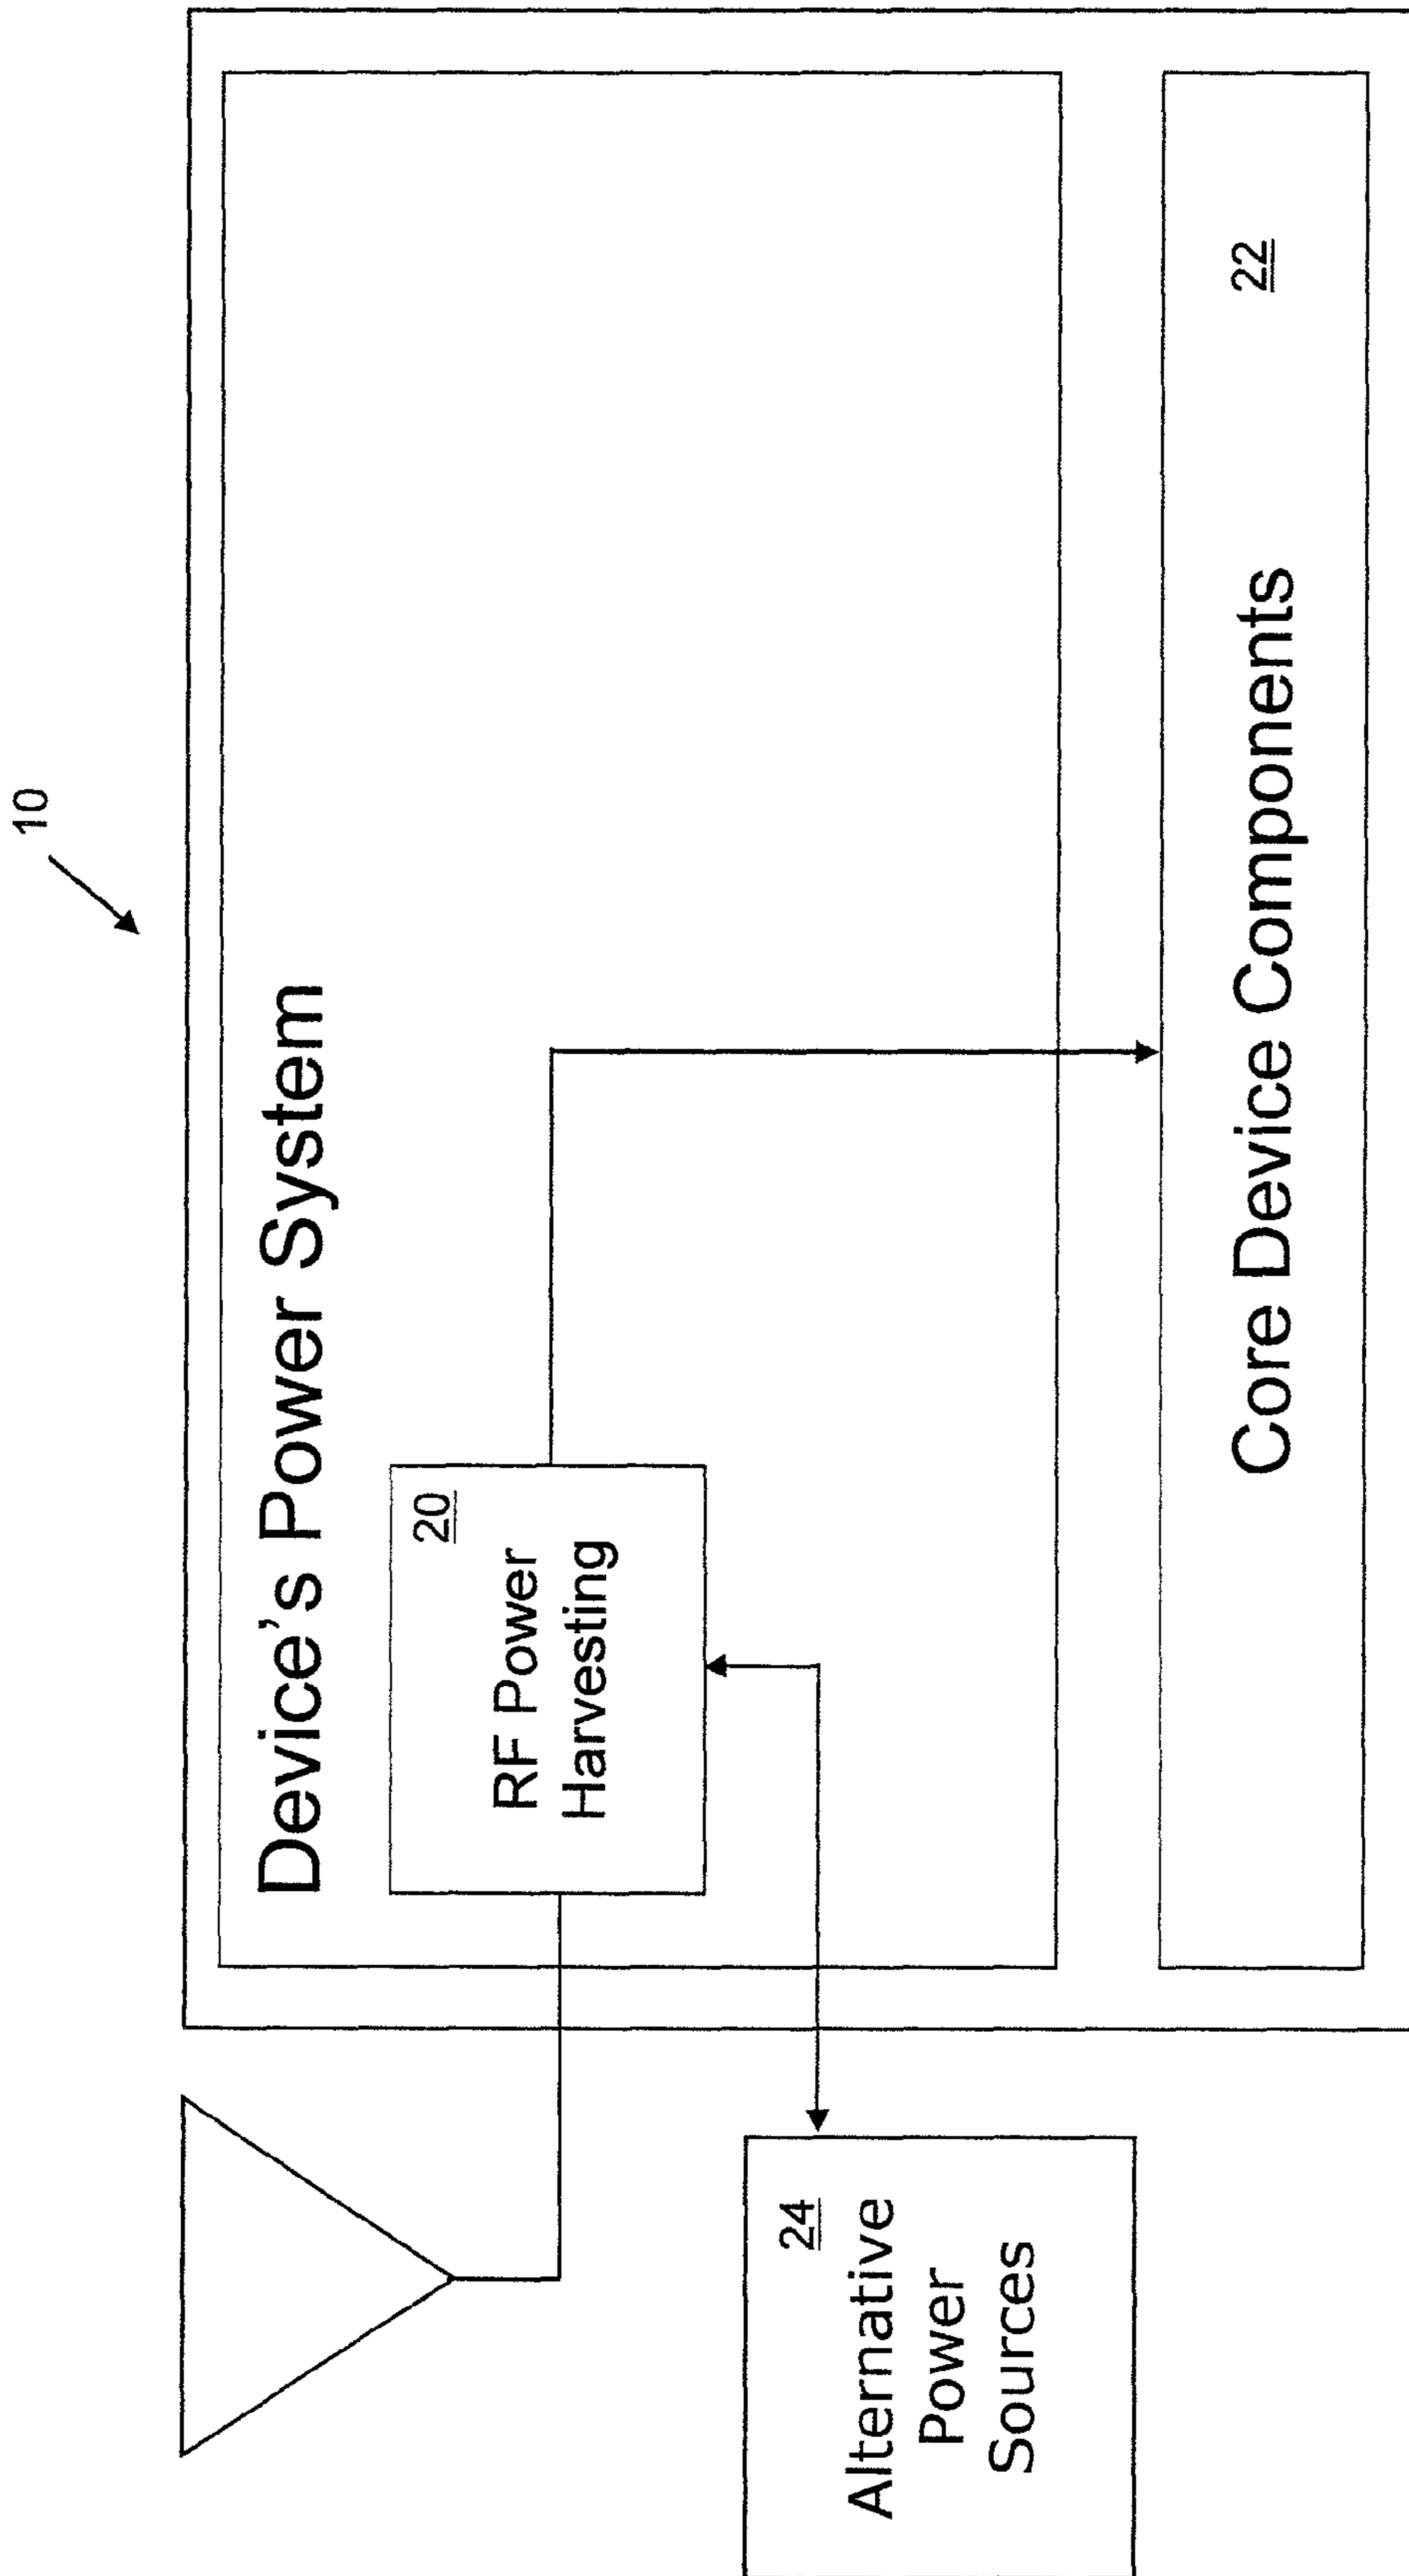 10
Device’s Power System
20
RF Power
Harvesting
22
Core Device Components
24
Alternative
Power
Sources